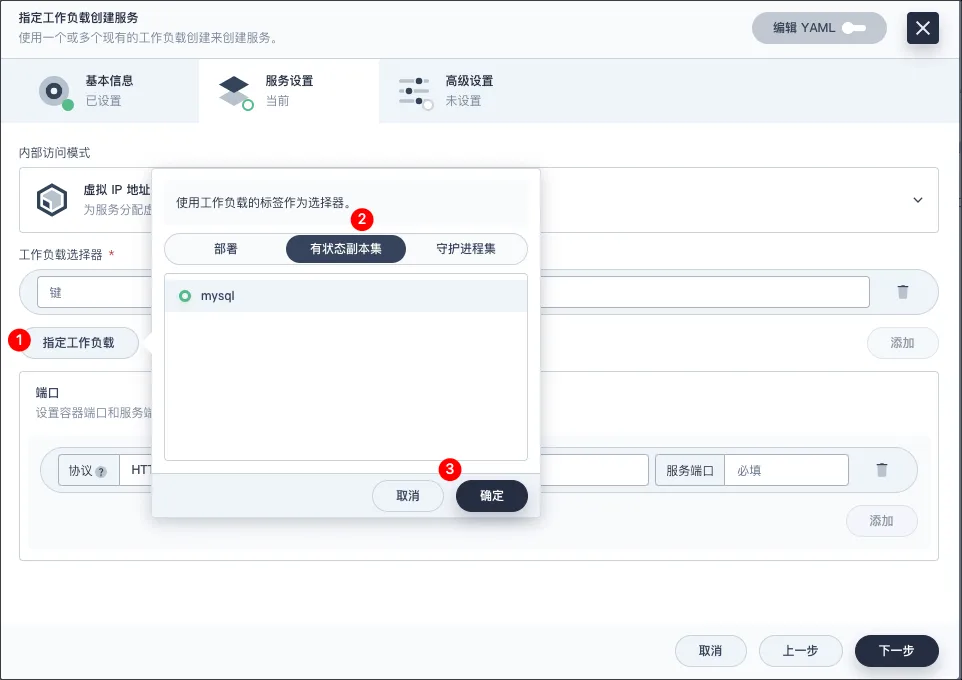 指定工作负载创建服务
使用一个或多个现有的工作负载创建来创建服务。
编辑 YAML
基本信息
已设置
服务设置
当前
高级设置
未设置
内部访问模式
虚拟 IP 地址
为服务分配虚
工作负载选择器 *
键
1
指定工作负载
添加
使用工作负载的标签作为选择器。
2
部署
有状态副本集
守护进程集
mysql
3
取消
确定
端口
设置容器端口和服务端
协议 ?
HTT
服务端口
必填
添加
取消
上一步
下一步